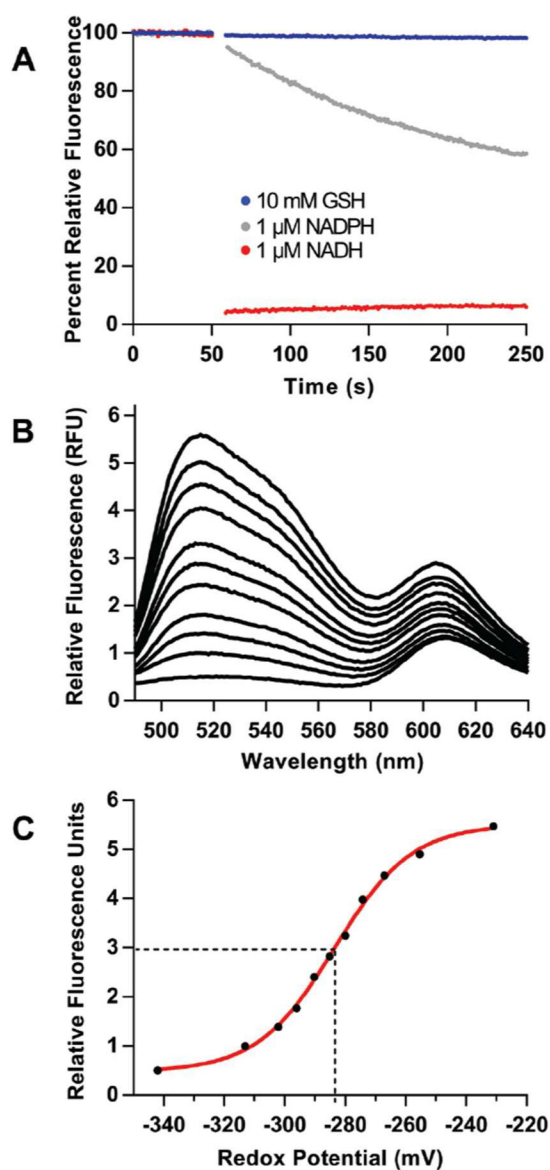 A
Percent Relative Fluorescence
100
80
60
40
20
0
10 mM GSH
1 µM NADPH
1 µM NADH
0 50 100 150 200 250
Time (s)
B
Relative Fluorescence (RFU)
6
5
4
3
2
1
0
500 520 540 560 580 600 620 640
Wavelength (nm)
C
Relative Fluorescence Units
6
5
4
3
2
1
0
-340 -320 -300 -280 -260 -240 -220
Redox Potential (mV)